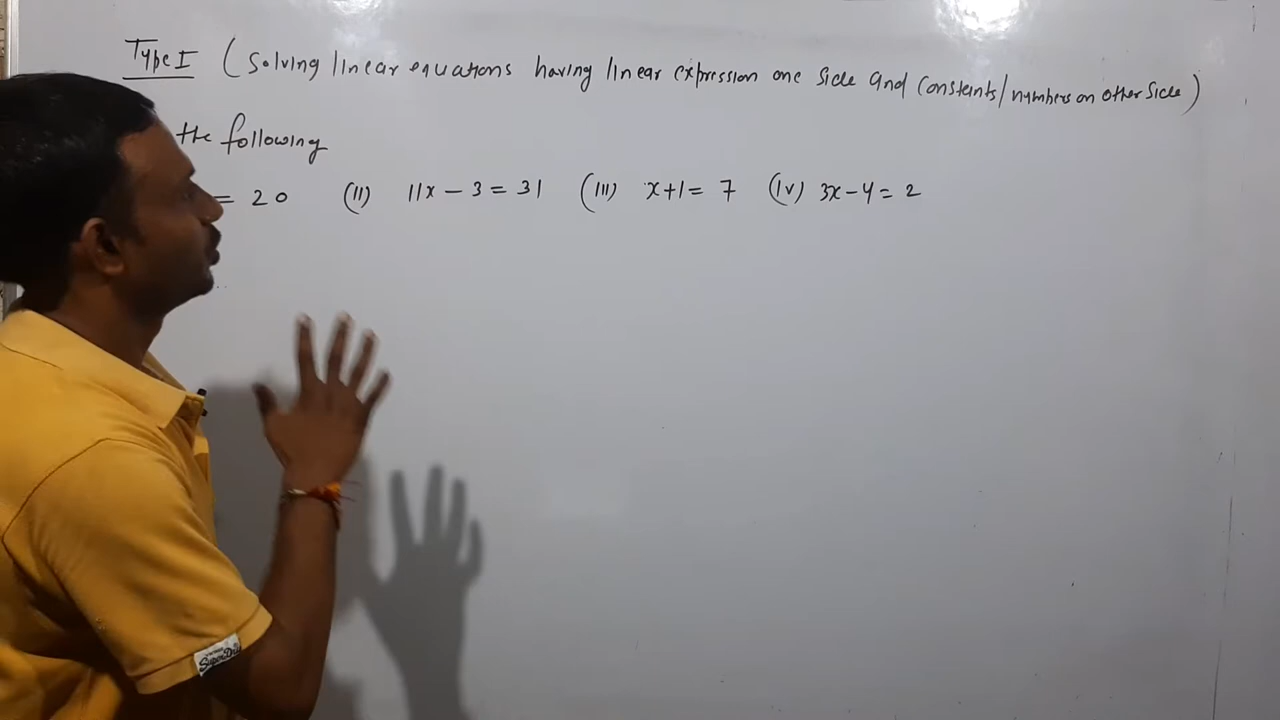 Type I (Solving linear equations having linear expression one side and constants/numbers on other side)
the following
= 20 (II) 11x - 3 = 31 (III) x+1 = 7 (IV) 3x-4 = 2